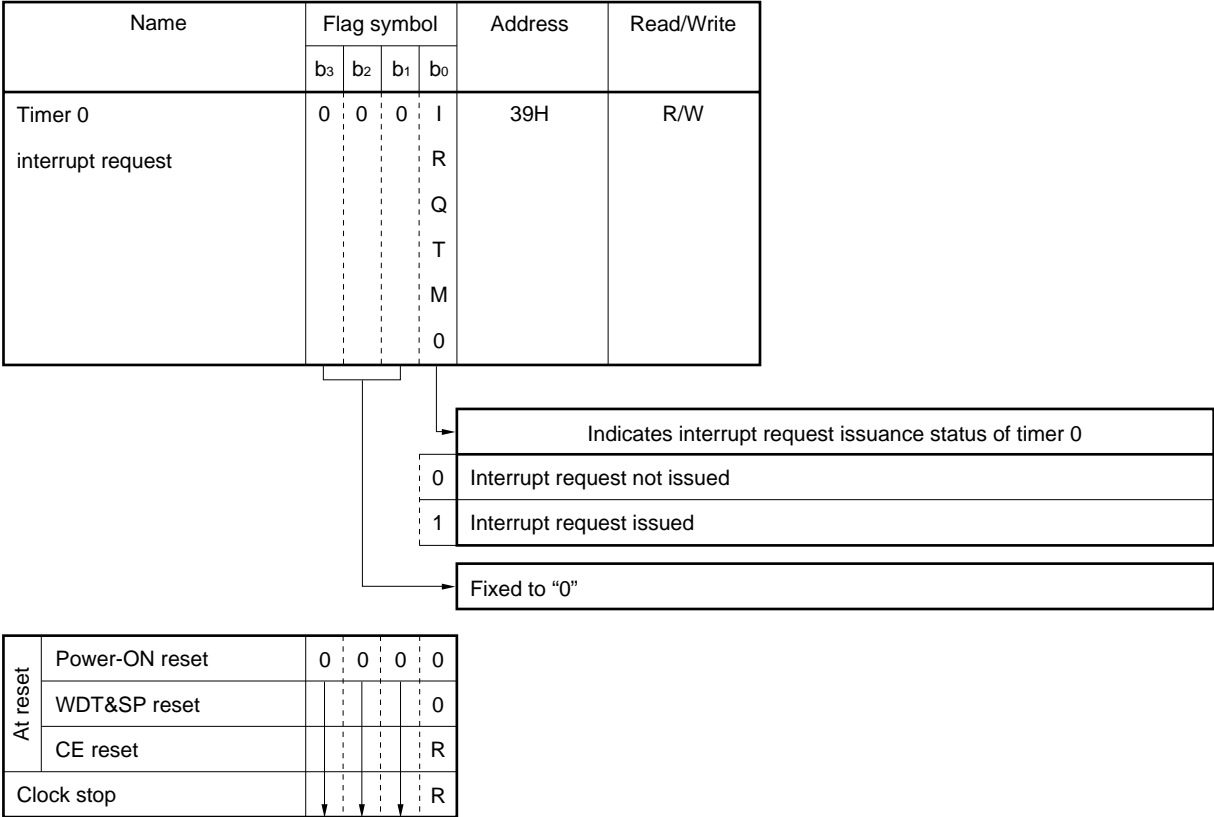 Name Flag symbol Address Read/Write
b3 b2 b1 b0
Timer 0 0 0 0 I 39H R/W
interrupt request R
Q
T
M
0
Indicates interrupt request issuance status of timer 0
0 Interrupt request not issued
1 Interrupt request issued
Fixed to “0”
At reset
Power-ON reset 0 0 0 0
WDT&SP reset 0
CE reset R
Clock stop R